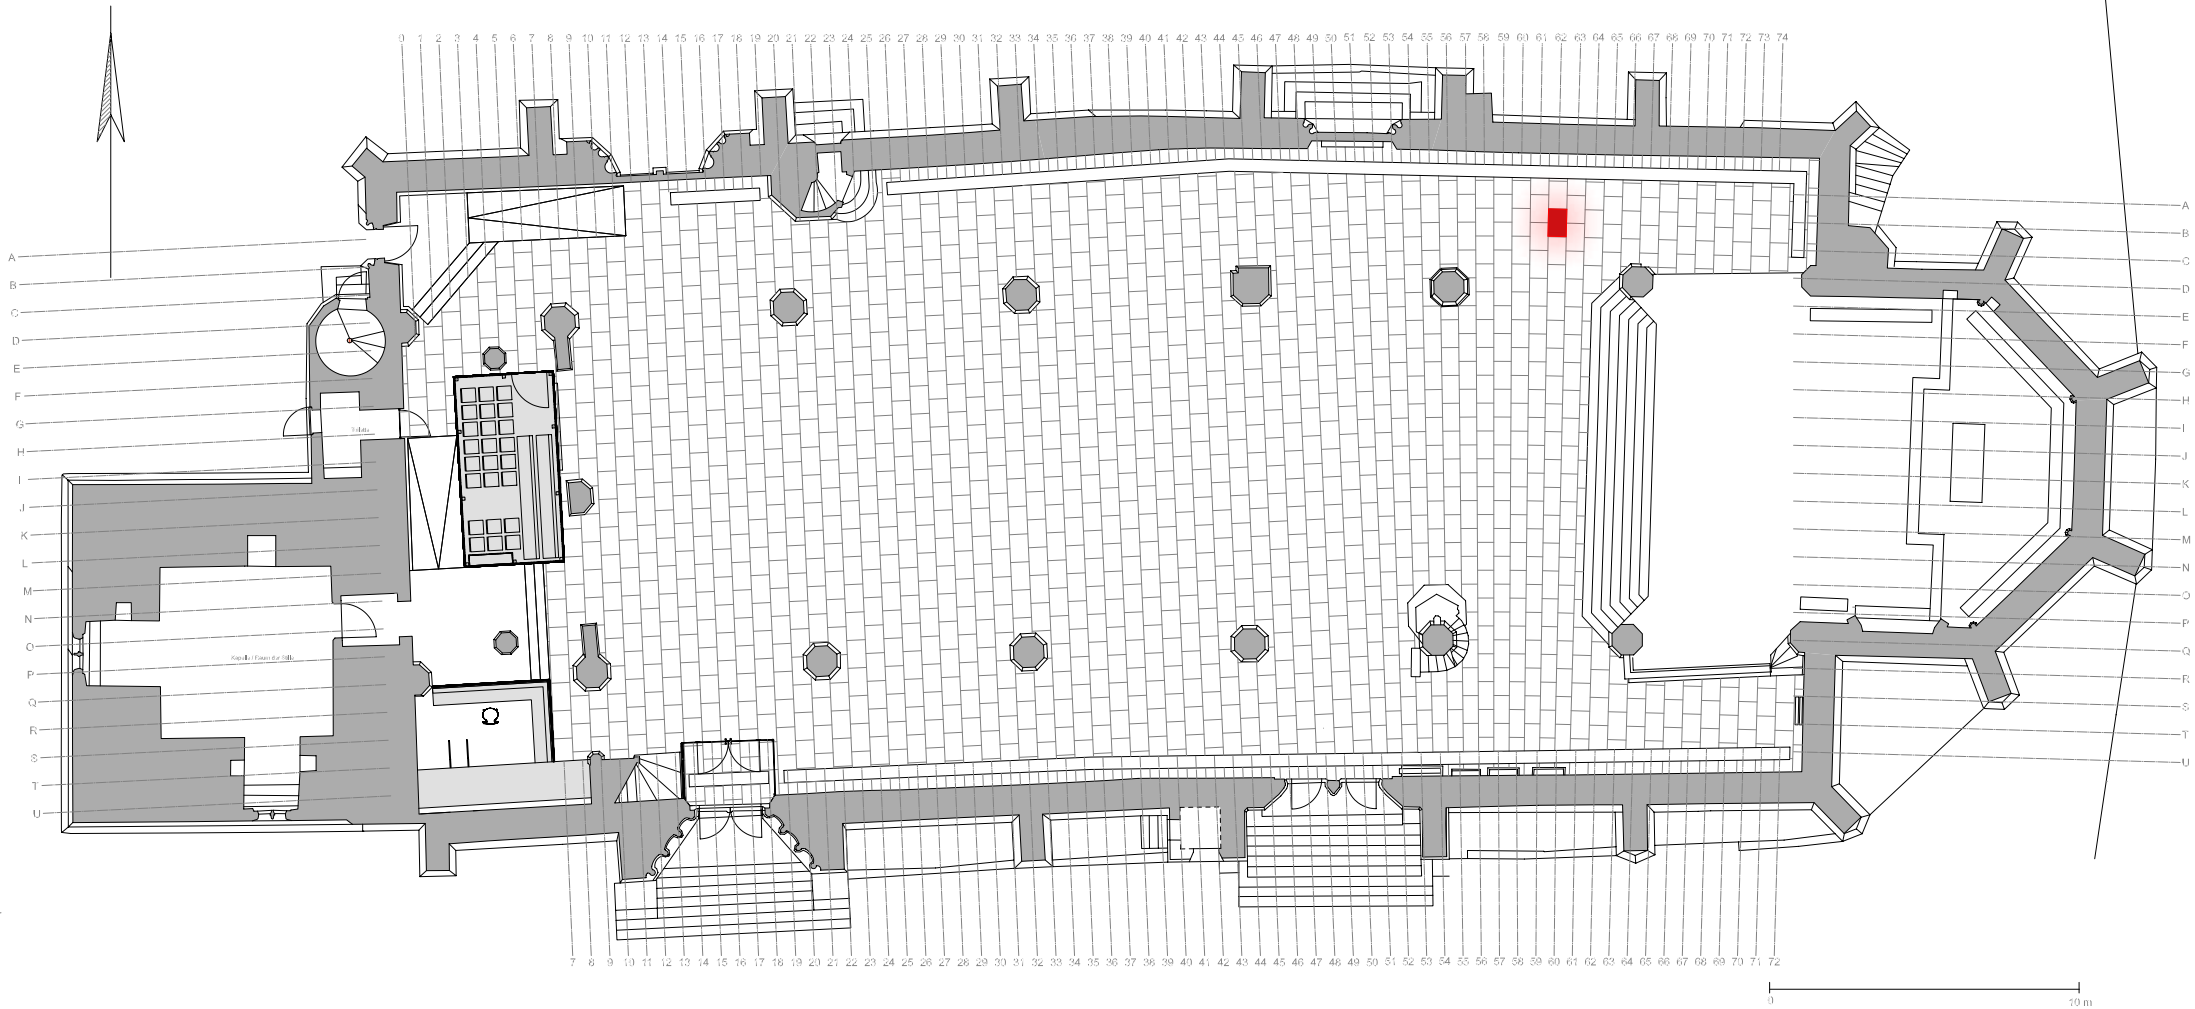 0 1 2 3 4 5 6 7 8 9 10 11 12 13 14 15 16 17 18 19 20 21 22 23 24 25 26 27 28 29 30 31 32 33 34 35 36 37 38 39 40 41 42 43 44 45 46 47 48 49 50 51 52 53 54 55 56 57 58 59 60 61 62 63 64 65 66 67 68 69 70 71 72 73 74
A
B
C
D
E
F
G
H
I
J
K
L
M
N
O
P
Q
R
S
T
U
Kapelle / Raum der Stille
A
B
C
D
E
F
G
H
I
J
K
L
M
N
O
P
Q
R
S
T
U
7 8 9 10 11 12 13 14 15 16 17 18 19 20 21 22 23 24 25 26 27 28 29 30 31 32 33 34 35 36 37 38 39 40 41 42 43 44 45 46 47 48 49 50 51 52 53 54 55 56 57 58 59 60 61 62 63 64 65 66 67 68 69 70 71 72
0 10 m